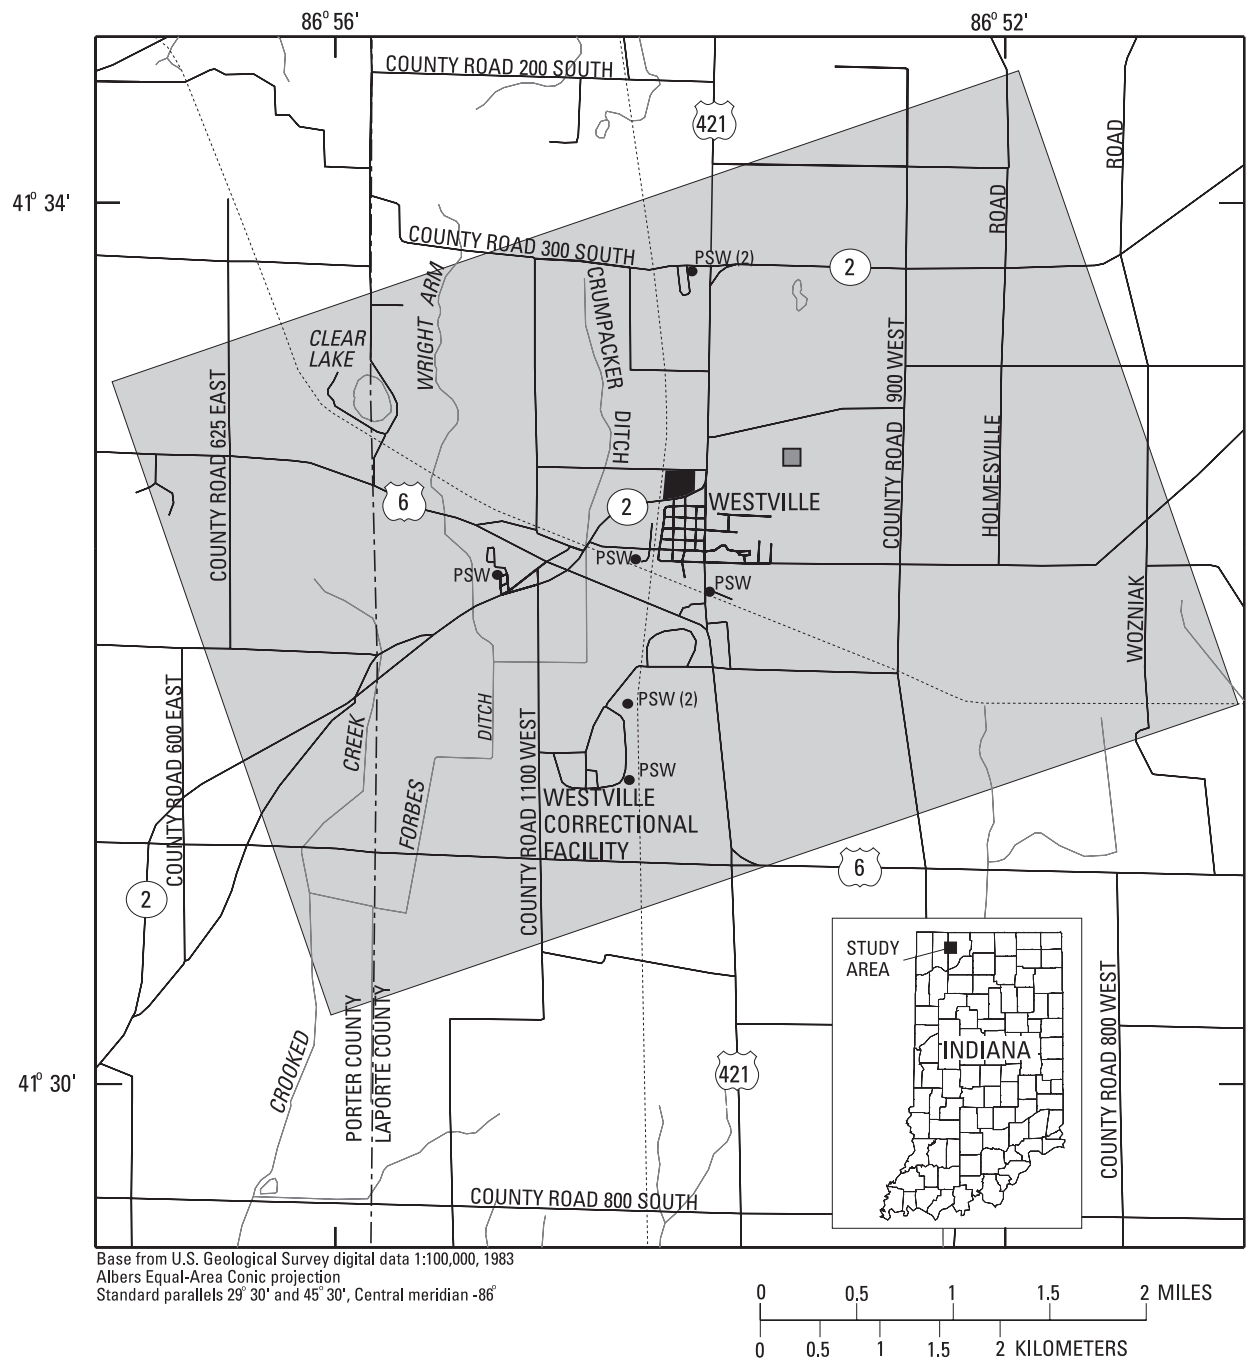 86° 56'
86° 52'
COUNTY ROAD 200 SOUTH
421
ROAD
41° 34'
ROAD
COUNTY ROAD 300 SOUTH
PSW (2)
2
WRIGHT ARM
CRUMPACKER DITCH
CLEAR
LAKE
COUNTY ROAD 900 WEST
COUNTY ROAD 625 EAST
HOLMESVILLE
6
2
WESTVILLE
PSW
PSW
PSW
WOZNIAK
COUNTY ROAD 600 EAST
CREEK
DITCH
PSW (2)
COUNTY ROAD 1100 WEST
FORBES
PSW
WESTVILLE
CORRECTIONAL
FACILITY
6
2
STUDY
AREA
INDIANA
COUNTY ROAD 800 WEST
PORTER COUNTY
LAPORTE COUNTY
CROOKED
421
41° 30'
COUNTY ROAD 800 SOUTH
Base from U.S. Geological Survey digital data 1:100,000, 1983
Albers Equal-Area Conic projection
Standard parallels 29° 30' and 45° 30', Central meridian -86°
0 0.5 1 1.5 2 MILES
0 0.5 1 1.5 2 KILOMETERS